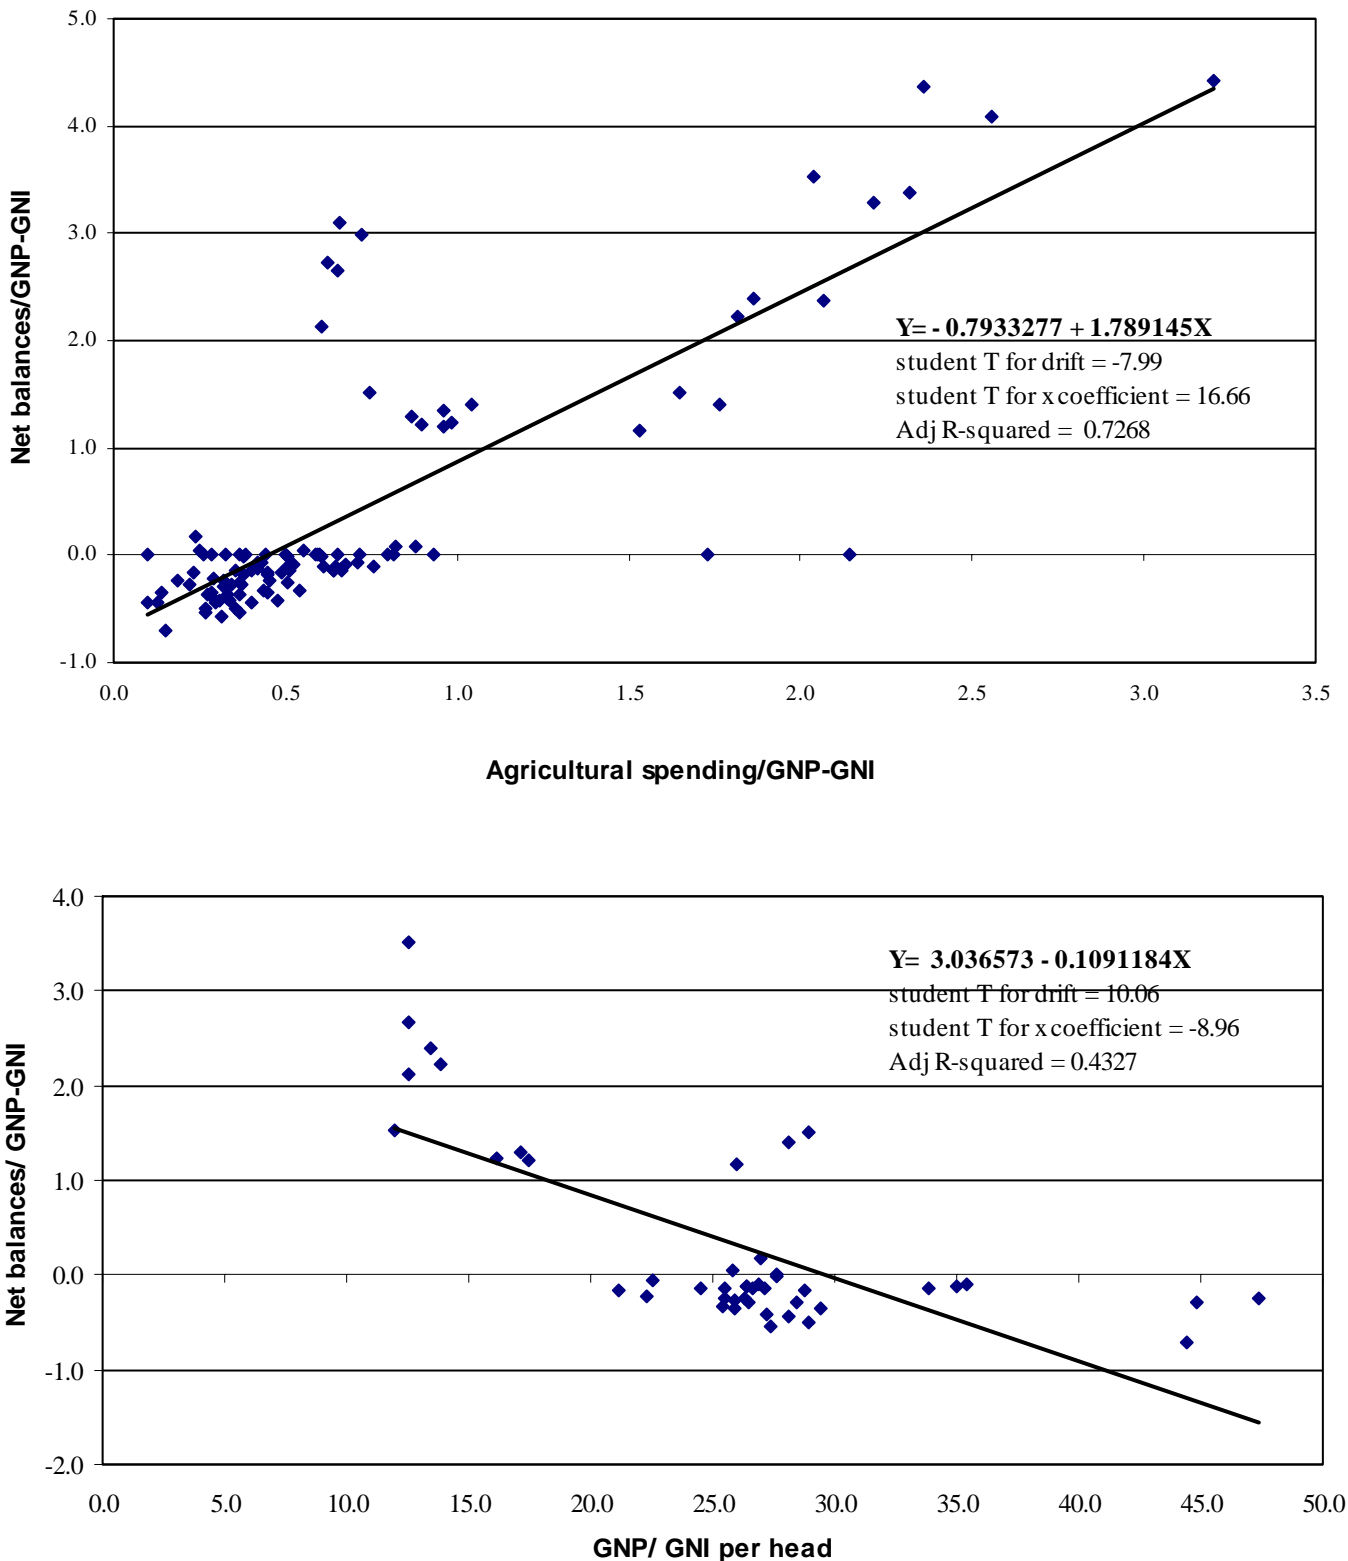 5.0
4.0
3.0
2.0
1.0
0.0
-1.0
Net balances/GNP-GNI
Y= - 0.7933277 + 1.789145X
student T for drift = -7.99
student T for x coefficient = 16.66
Adj R-squared = 0.7268
0.0 0.5 1.0 1.5 2.0 2.5 3.0 3.5
Agricultural spending/GNP-GNI
4.0
3.0
2.0
1.0
0.0
-1.0
-2.0
Net balances/ GNP-GNI
Y= 3.036573 - 0.1091184X
student T for drift = 10.06
student T for x coefficient = -8.96
Adj R-squared = 0.4327
0.0 5.0 10.0 15.0 20.0 25.0 30.0 35.0 40.0 45.0 50.0
GNP/ GNI per head